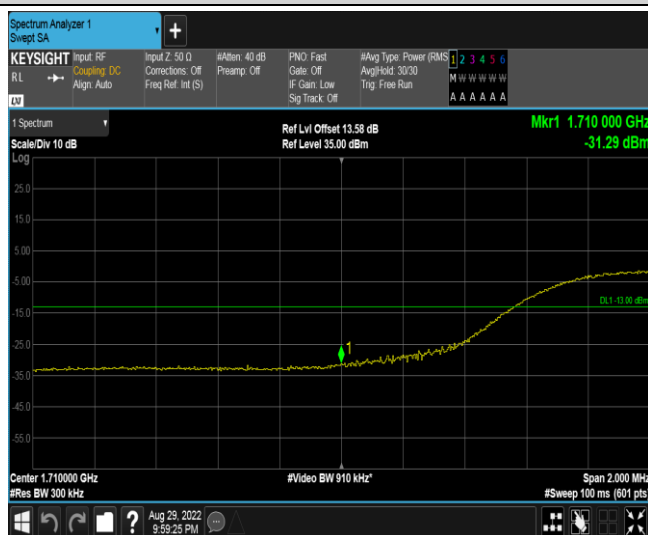 Spectrum Analyzer 1
Swept SA
+
KEYSIGHT
RL
LXI
Input: RF
Coupling: DC
Align: Auto
Input Z: 50 Ω
Corrections: Off
Freq Ref: Int (S)
#Atten: 40 dB
Preamp: Off
PNO: Fast
Gate: Off
IF Gain: Low
Sig Track: Off
#Avg Type: Power (RMS
Avg|Hold: 30/30
Trig: Free Run
1 2 3 4 5 6
M W W W W W
A A A A A A
1 Spectrum
Scale/Div 10 dB
Ref Lvl Offset 13.58 dB
Ref Level 35.00 dBm
Mkr1 1.710 000 GHz
-31.29 dBm
Log
25.0
15.0
5.00
-5.00
DL1 -13.00 dBm
-15.0
-25.0
1
-35.0
-45.0
-55.0
Center 1.710000 GHz
#Res BW 300 kHz
#Video BW 910 kHz*
Span 2.000 MHz
#Sweep 100 ms (601 pts)
?
Aug 29, 2022
9:59:25 PM